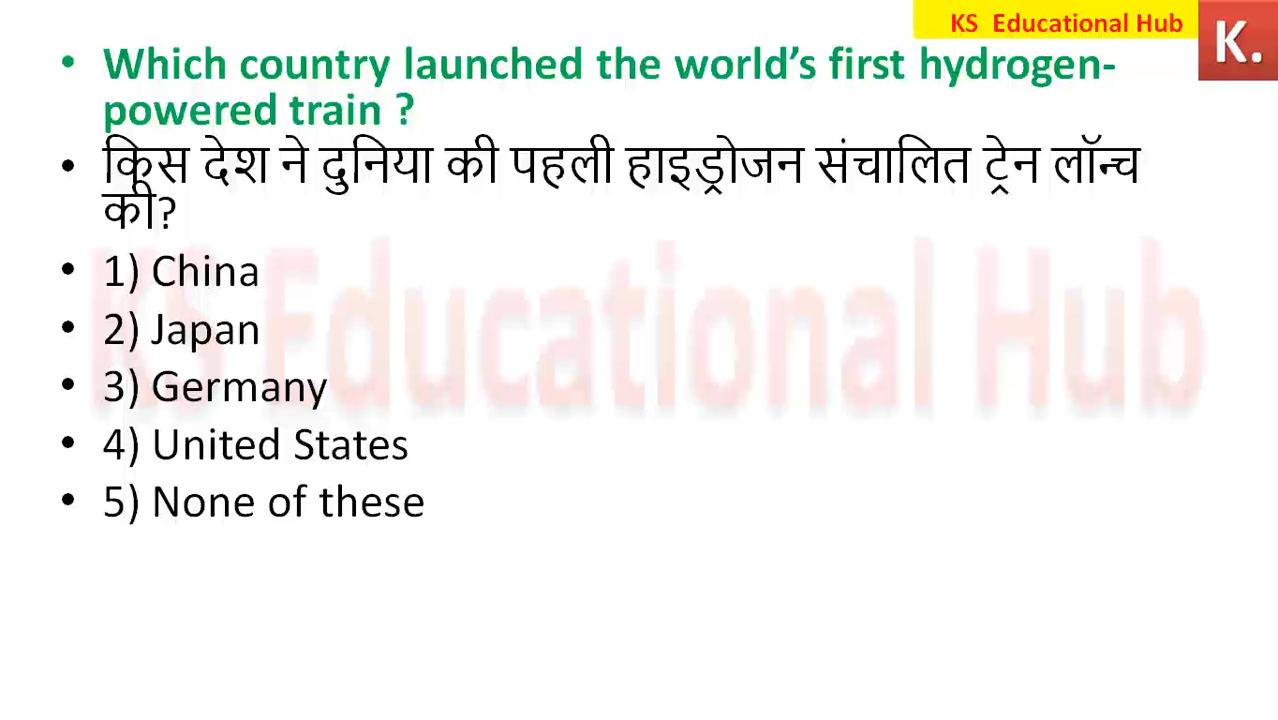 KS  Educational Hub
K.
• Which country launched the world’s first hydrogen-
powered train ?
• किस देश ने दुनिया की पहली हाइड्रोजन संचालित ट्रेन लॉन्च
की?
• 1) China
• 2) Japan
• 3) Germany
• 4) United States
• 5) None of these
KS Educational Hub